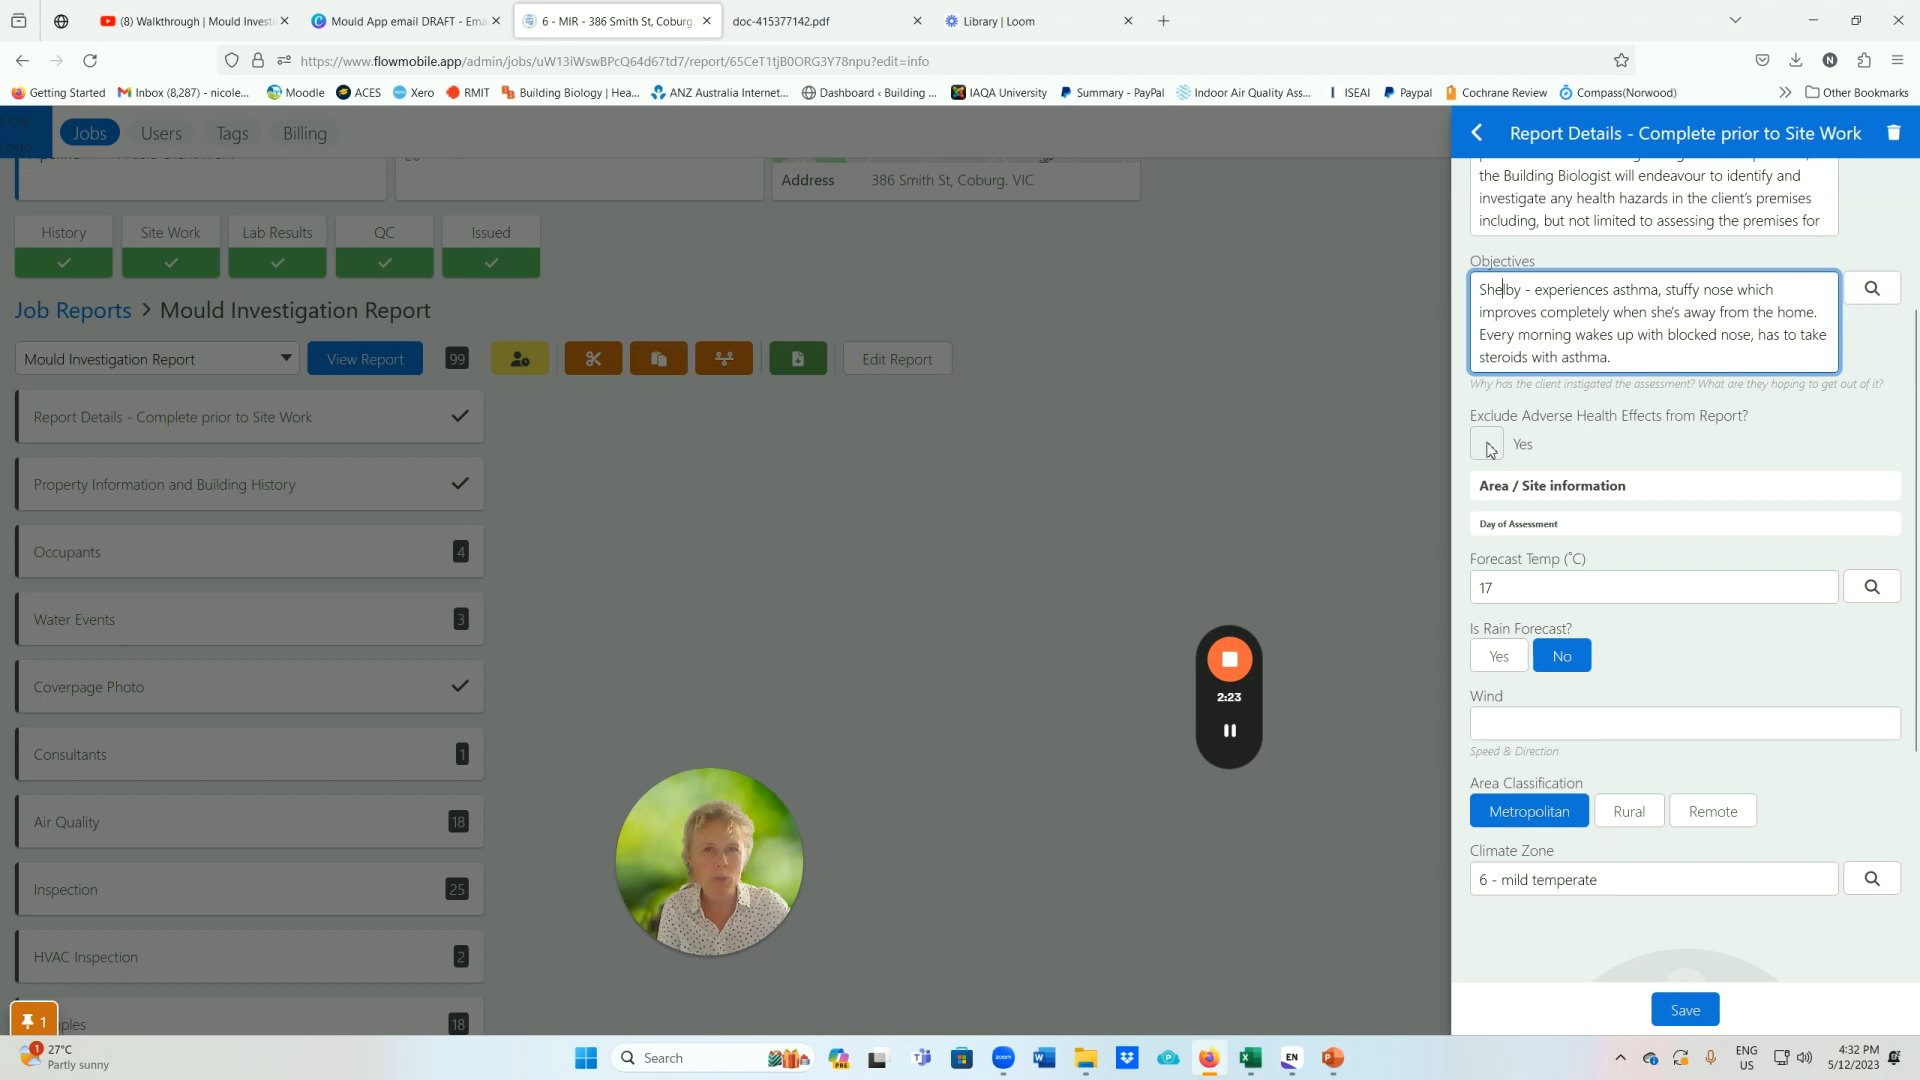 (8) Walkthrough | Mould Investi
Mould App email DRAFT - Ema
6 - MIR - 386 Smith St, Coburg.
doc-415377142.pdf
Library | Loom
https://www.flowmobile.app/admin/jobs/uW13iWswBPcQ64d67td7/report/65CeT1tjB0ORG3Y78npu?edit=info
Getting Started
Inbox (8,287) - nicole...
Moodle
ACES
Xero
RMIT
Building Biology | Hea...
ANZ Australia Internet...
Dashboard ‹ Building ...
IAQA University
Summary - PayPal
Indoor Air Quality Ass...
ISEAI
Paypal
Cochrane Review
Compass(Norwood)
Other Bookmarks
Jobs
Users
Tags
Billing
Address
386 Smith St, Coburg. VIC
History
Site Work
Lab Results
QC
Issued
Job Reports > Mould Investigation Report
Mould Investigation Report
View Report
99
Edit Report
Report Details - Complete prior to Site Work
Property Information and Building History
Occupants
4
Water Events
3
Coverpage Photo
Consultants
1
Air Quality
18
Inspection
25
HVAC Inspection
2
ples
18
1
2:23
Report Details - Complete prior to Site Work
the Building Biologist will endeavour to identify and
investigate any health hazards in the client's premises
including, but not limited to assessing the premises for
Objectives
Shelby - experiences asthma, stuffy nose which
improves completely when she's away from the home.
Every morning wakes up with blocked nose, has to take
steroids with asthma.
Why has the client instigated the assessment? What are they hoping to get out of it?
Exclude Adverse Health Effects from Report?
Yes
Area / Site information
Day of Assessment
Forecast Temp (˚C)
17
Is Rain Forecast?
Yes
No
Wind
Speed & Direction
Area Classification
Metropolitan
Rural
Remote
Climate Zone
6 - mild temperate
Save
1
27°C
Partly sunny
Search
PRE
zoom
EN
ENG
US
4:32 PM
5/12/2023